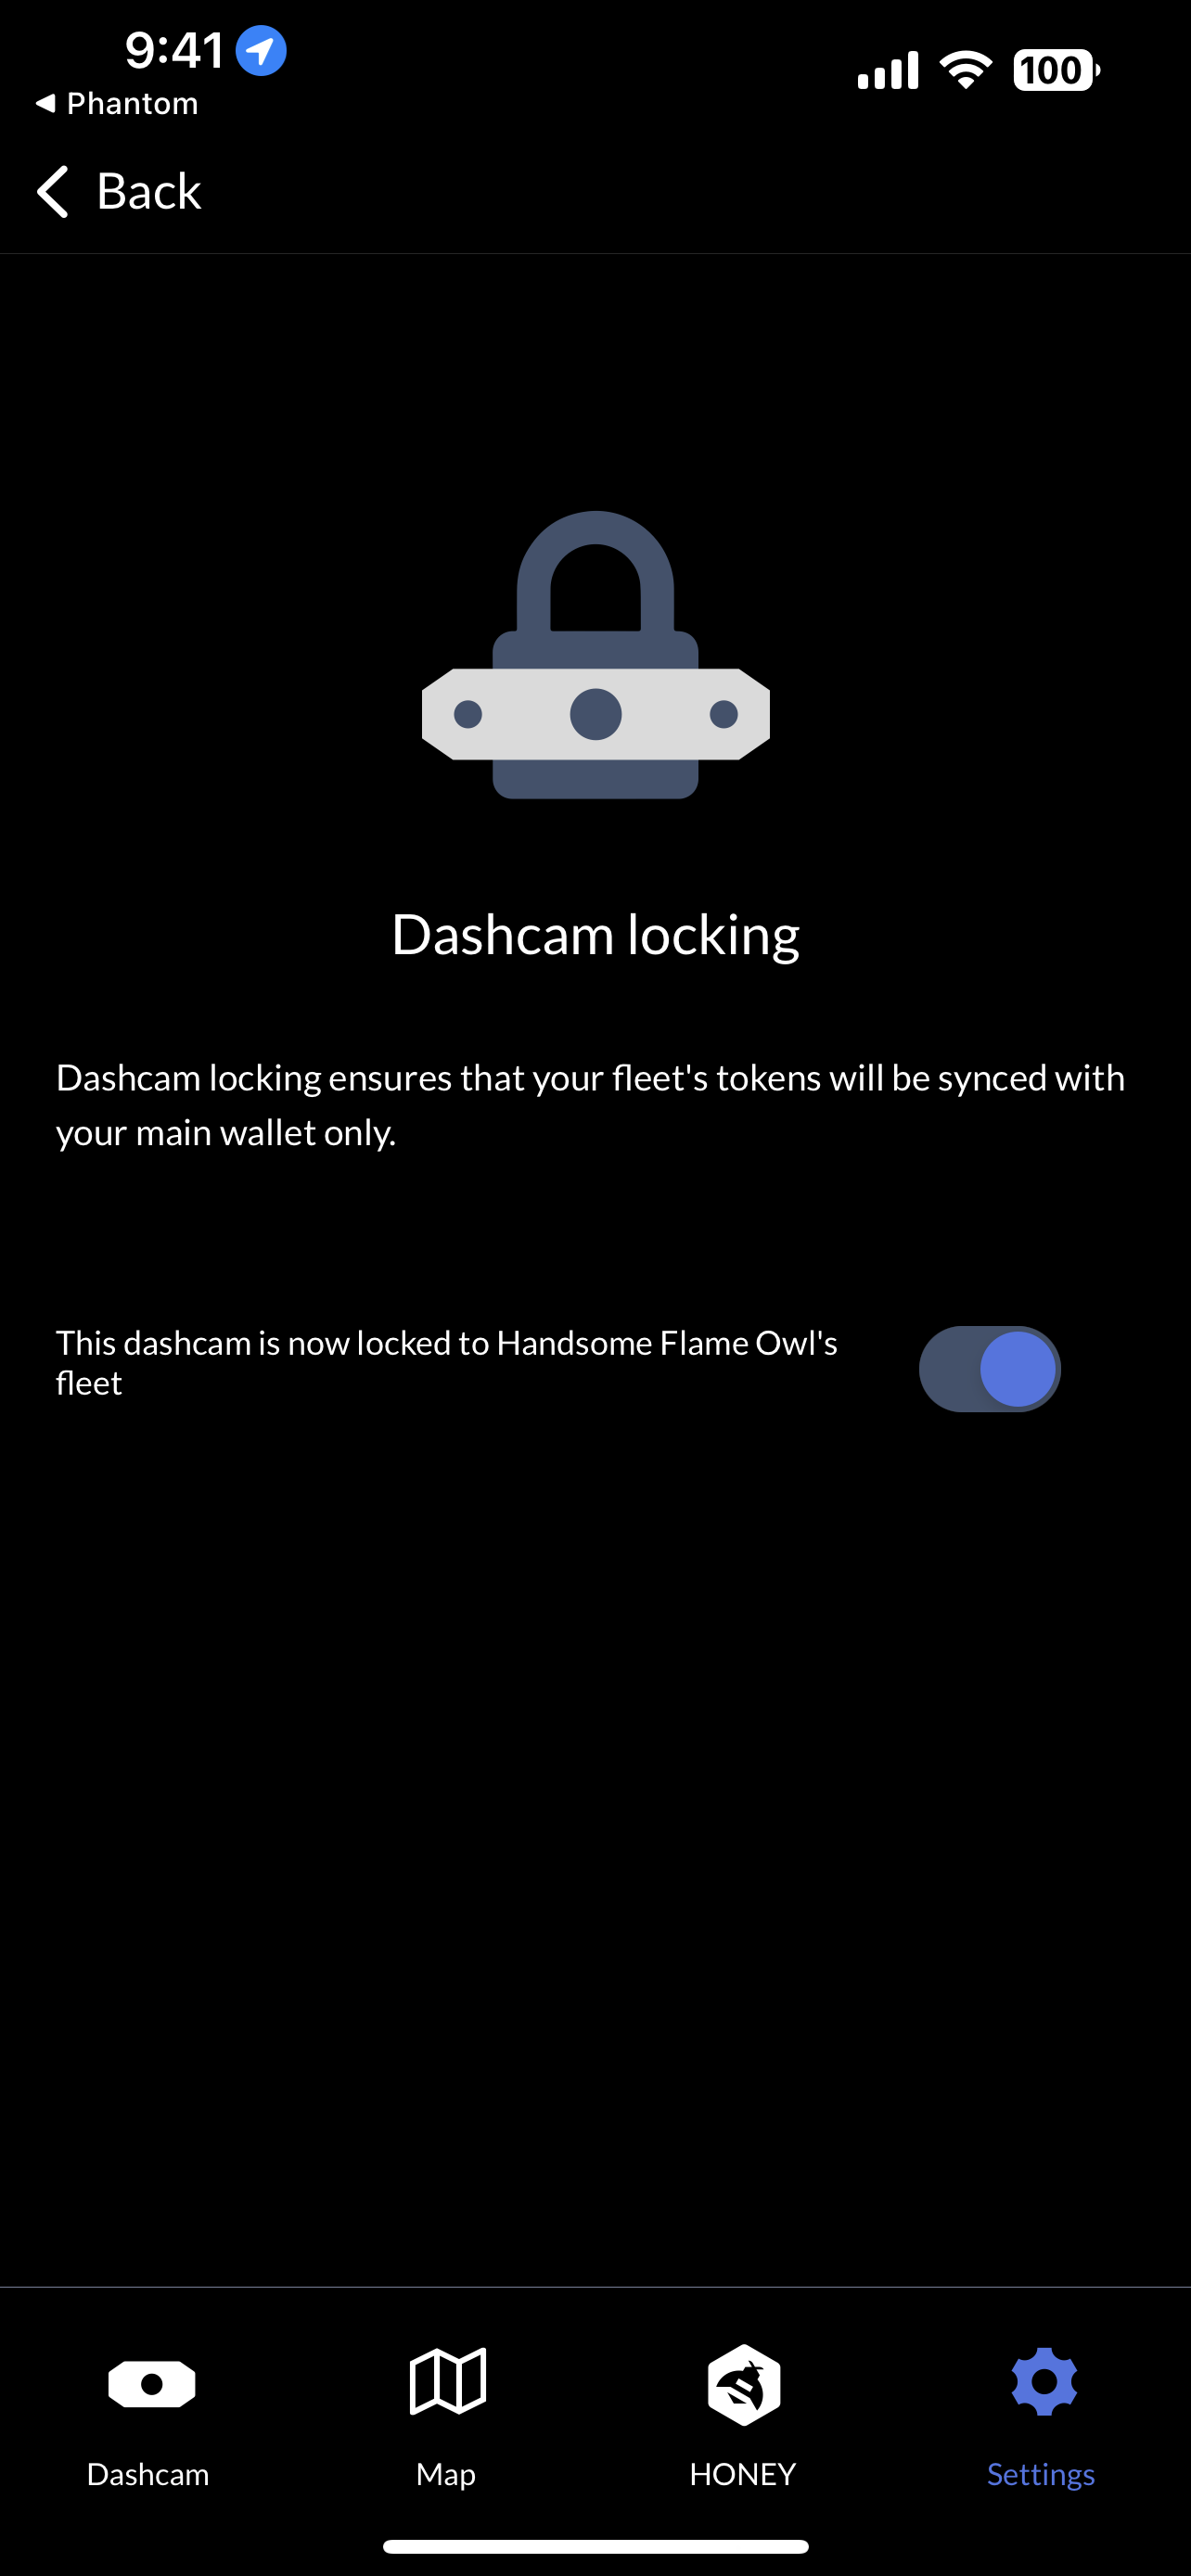 9:41
100
Phantom
Back
Dashcam locking
Dashcam locking ensures that your fleet's tokens will be synced with
your main wallet only.
This dashcam is now locked to Handsome Flame Owl's
fleet
Dashcam
Map
HONEY
Settings